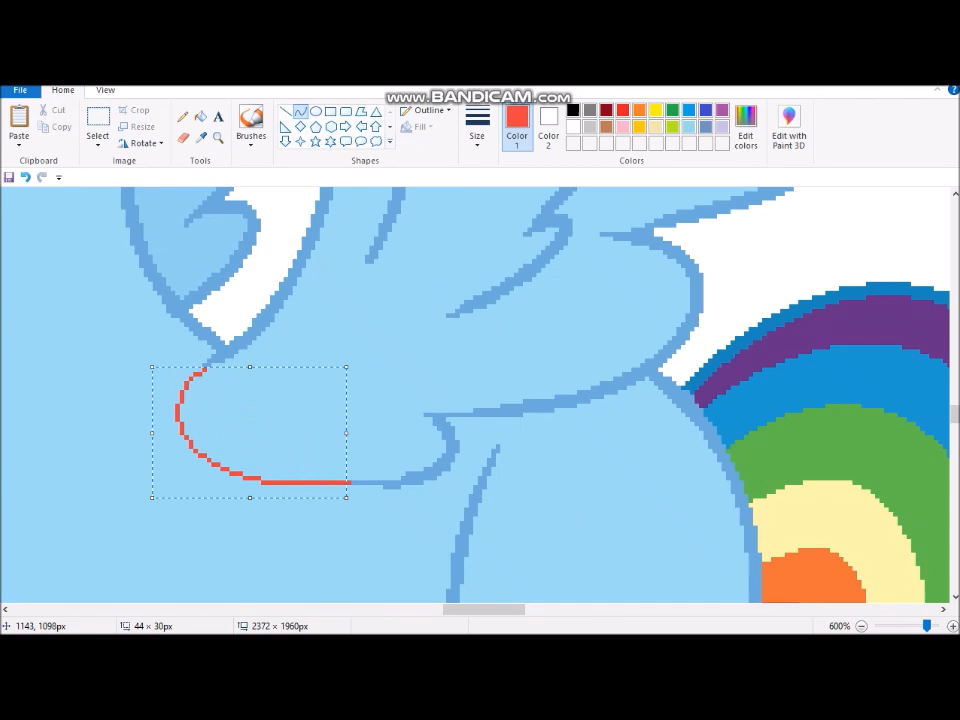 www.BANDICAM.com
File Home View
Paste
Cut
Copy
Clipboard
Select
Crop
Resize
Rotate
Image
A
Tools
Brushes
Outline
Fill
Shapes
Size
Color
1
Color
2
Edit
colors
Colors
Edit with
Paint 3D
1143, 1098px
44 × 30px
2372 × 1960px
600%